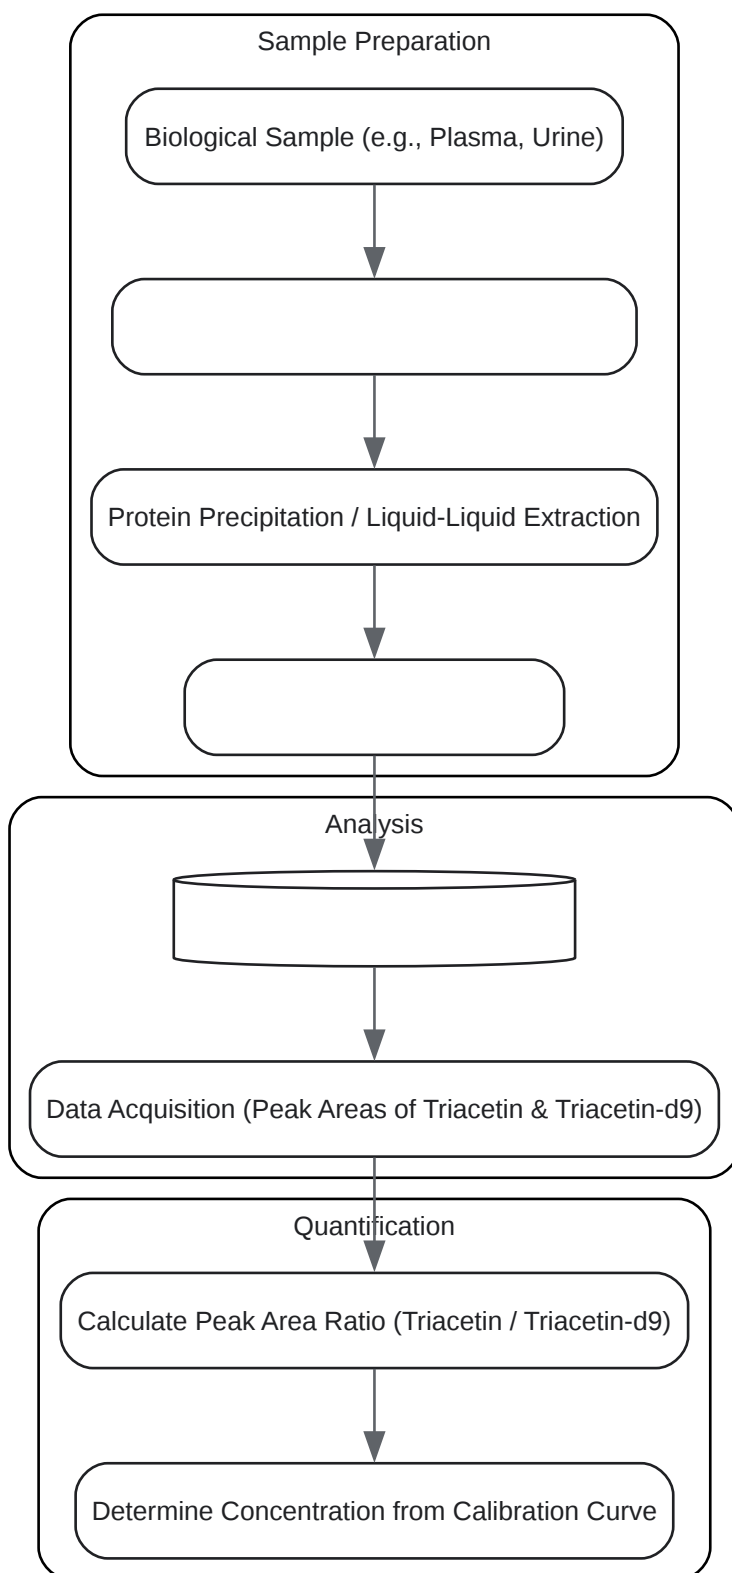 Sample Preparation
Biological Sample (e.g., Plasma, Urine)
Protein Precipitation / Liquid-Liquid Extraction
Analysis
Data Acquisition (Peak Areas of Triacetin & Triacetin-d9)
Quantification
Calculate Peak Area Ratio (Triacetin / Triacetin-d9)
Determine Concentration from Calibration Curve